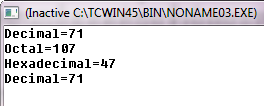 (Inactive C:\TCWIN45\BIN\NONAME03.EXE)
Decimal=71
Octal=107
Hexadecimal=47
Decimal=71